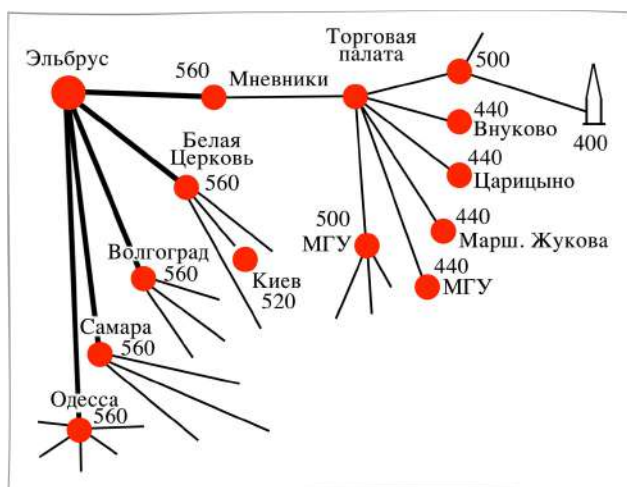 Эльбрус
560
Мневники
Торговая
палата
500
400
440
Внуково
440
Царицыно
440
Марш. Жукова
440
МГУ
500
МГУ
Белая
Церковь
560
Киев
520
Волгоград
560
Самара
560
Одесса
560